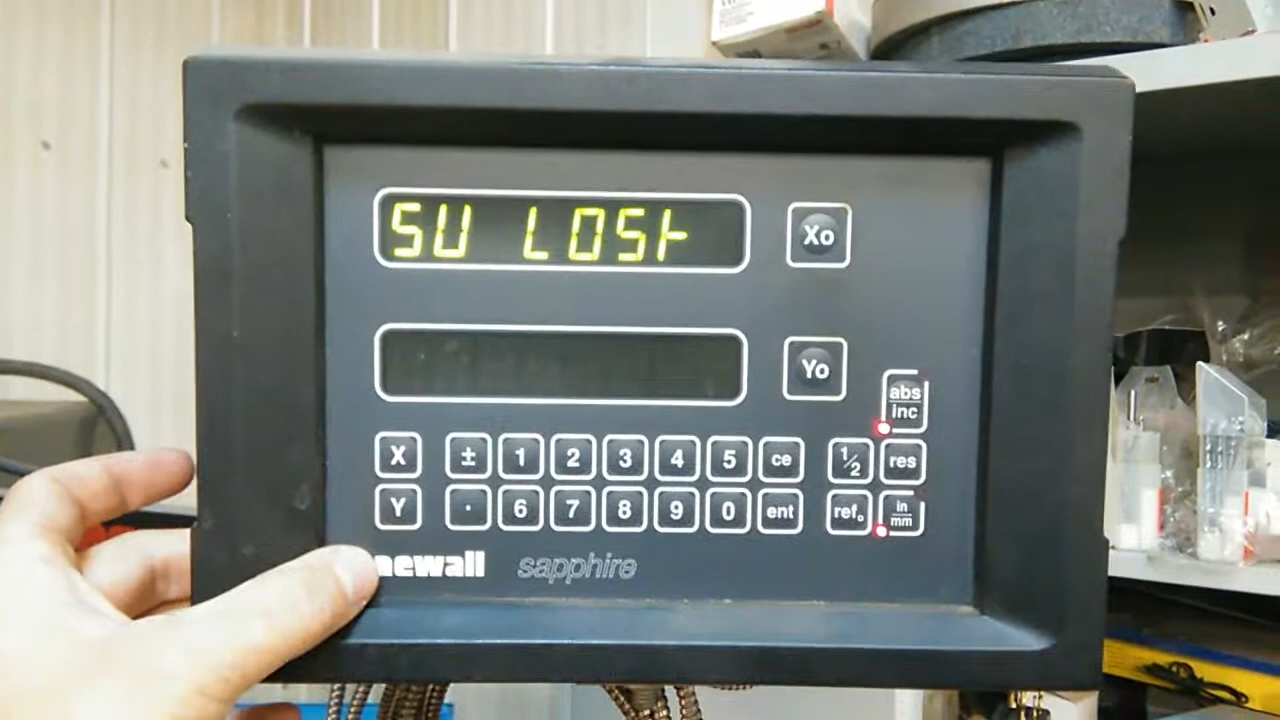 SU LOSt
Xo
Yo
abs
inc
X ± 1 2 3 4 5 ce 1/2 res
Y . 6 7 8 9 0 ent ref. in
mm
newall sapphire